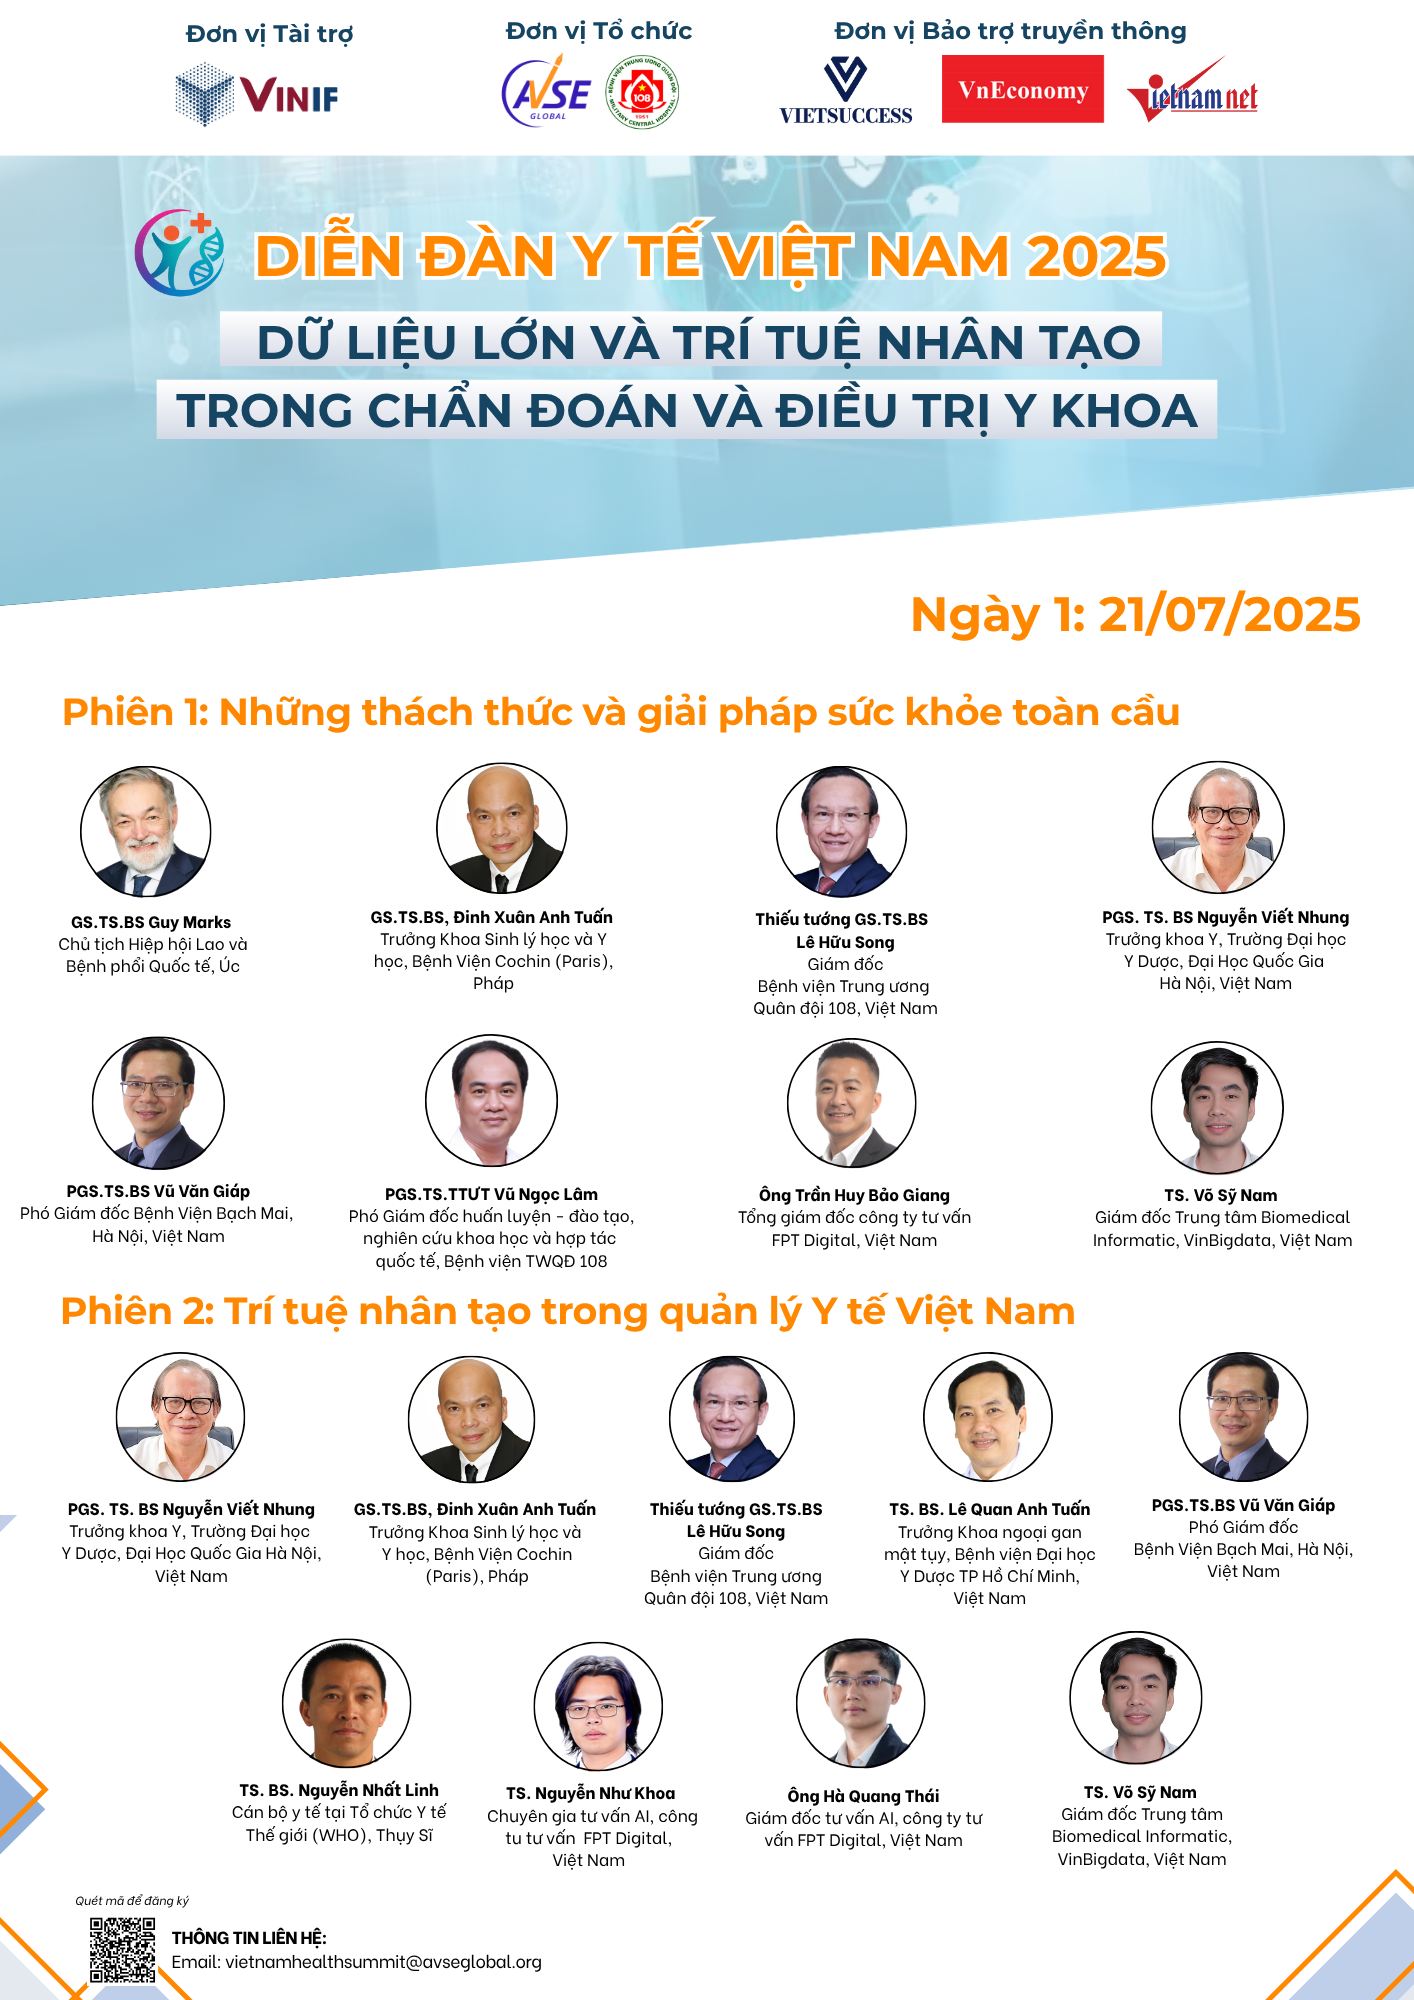 Đơn vị Tài trợ
Đơn vị Tổ chức
Đơn vị Bảo trợ truyền thông
VINIF
AVSE
GLOBAL
BỆNH VIỆN TRUNG ƯƠNG QUÂN ĐỘI
108
1951
MILITARY CENTRAL HOSPITAL
VIETSUCCESS
VnEconomy
Vietnamnet
DIỄN ĐÀN Y TẾ VIỆT NAM 2025
DỮ LIỆU LỚN VÀ TRÍ TUỆ NHÂN TẠO
TRONG CHẨN ĐOÁN VÀ ĐIỀU TRỊ Y KHOA
Ngày 1: 21/07/2025
Phiên 1: Những thách thức và giải pháp sức khỏe toàn cầu
GS.TS.BS Guy Marks
Chủ tịch Hiệp hội Lao và
Bệnh phổi Quốc tế, Úc
GS.TS.BS, Đinh Xuân Anh Tuấn
Trưởng Khoa Sinh lý học và Y
học, Bệnh Viện Cochin (Paris),
Pháp
Thiếu tướng GS.TS.BS
Lê Hữu Song
Giám đốc
Bệnh viện Trung ương
Quân đội 108, Việt Nam
PGS. TS. BS Nguyễn Viết Nhung
Trưởng khoa Y, Trường Đại học
Y Dược, Đại Học Quốc Gia
Hà Nội, Việt Nam
PGS.TS.BS Vũ Văn Giáp
Phó Giám đốc Bệnh Viện Bạch Mai,
Hà Nội, Việt Nam
PGS.TS.TTƯT Vũ Ngọc Lâm
Phó Giám đốc huấn luyện - đào tạo,
nghiên cứu khoa học và hợp tác
quốc tế, Bệnh viện TWQĐ 108
Ông Trần Huy Bảo Giang
Tổng giám đốc công ty tư vấn
FPT Digital, Việt Nam
TS. Võ Sỹ Nam
Giám đốc Trung tâm Biomedical
Informatic, VinBigdata, Việt Nam
Phiên 2: Trí tuệ nhân tạo trong quản lý Y tế Việt Nam
PGS. TS. BS Nguyễn Viết Nhung
Trưởng khoa Y, Trường Đại học
Y Dược, Đại Học Quốc Gia Hà Nội,
Việt Nam
GS.TS.BS, Đinh Xuân Anh Tuấn
Trưởng Khoa Sinh lý học và
Y học, Bệnh Viện Cochin
(Paris), Pháp
Thiếu tướng GS.TS.BS
Lê Hữu Song
Giám đốc
Bệnh viện Trung ương
Quân đội 108, Việt Nam
TS. BS. Lê Quan Anh Tuấn
Trưởng Khoa ngoại gan
mật tụy, Bệnh viện Đại học
Y Dược TP Hồ Chí Minh,
Việt Nam
PGS.TS.BS Vũ Văn Giáp
Phó Giám đốc
Bệnh Viện Bạch Mai, Hà Nội,
Việt Nam
TS. BS. Nguyễn Nhất Linh
Cán bộ y tế tại Tổ chức Y tế
Thế giới (WHO), Thụy Sĩ
TS. Nguyễn Như Khoa
Chuyên gia tư vấn AI, công
tu tư vấn FPT Digital,
Việt Nam
Ông Hà Quang Thái
Giám đốc tư vấn AI, công ty tư
vấn FPT Digital, Việt Nam
TS. Võ Sỹ Nam
Giám đốc Trung tâm
Biomedical Informatic,
VinBigdata, Việt Nam
Quét mã để đăng ký
THÔNG TIN LIÊN HỆ:
Email: vietnamhealthsummit@avseglobal.org